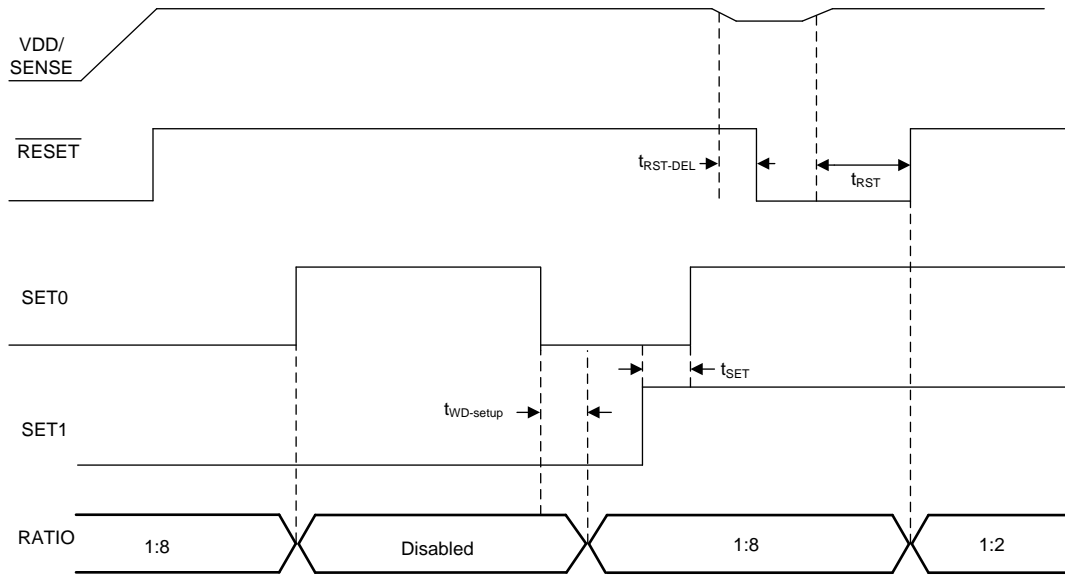 VDD/
SENSE
RESET
tRST-DEL
tRST
SET0
tSET
tWD-setup
SET1
RATIO
1:8
Disabled
1:8
1:2